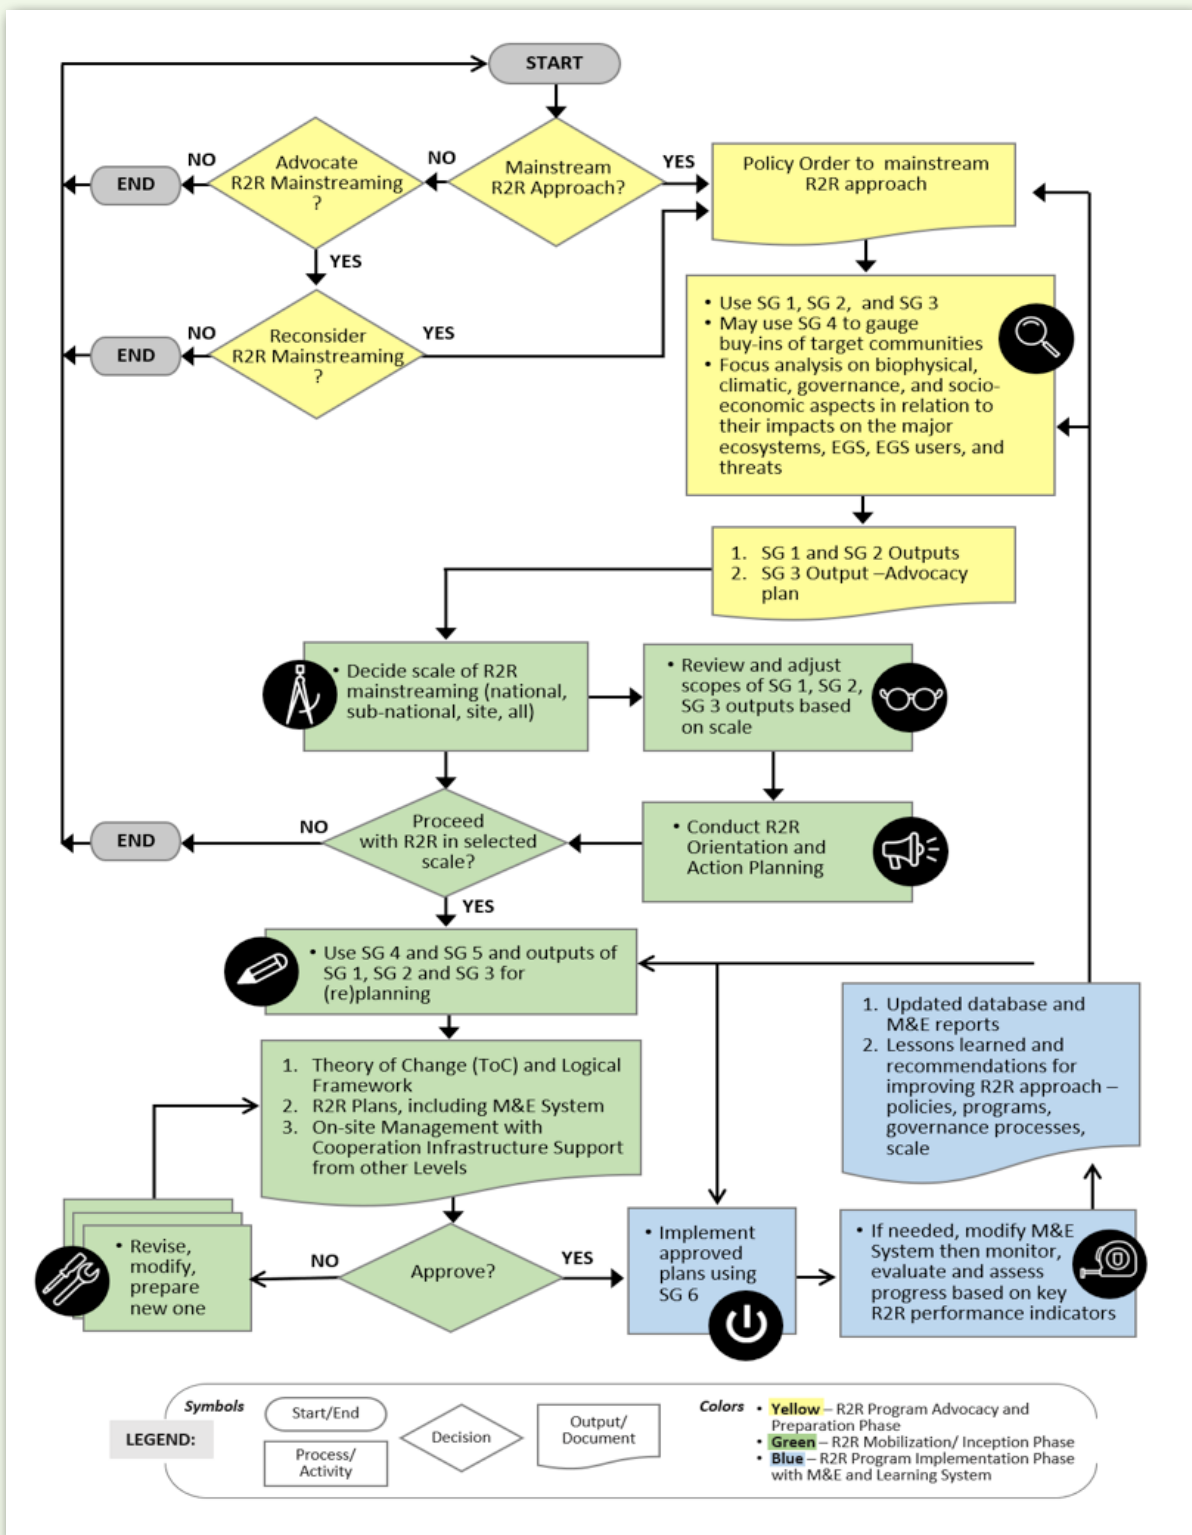 START
Mainstream
R2R Approach?
NO
YES
Advocate
R2R Mainstreaming
?
NO
END
YES
Reconsider
R2R Mainstreaming
?
NO
END
YES
Policy Order to mainstream
R2R approach
• Use SG 1, SG 2, and SG 3
• May use SG 4 to gauge
buy-ins of target communities
• Focus analysis on biophysical,
climatic, governance, and socio-
economic aspects in relation to
their impacts on the major
ecosystems, EGS, EGS users, and
threats
1. SG 1 and SG 2 Outputs
2. SG 3 Output –Advocacy
plan
• Decide scale of R2R
mainstreaming (national,
sub-national, site, all)
• Review and adjust
scopes of SG 1, SG 2,
SG 3 outputs based
on scale
Proceed
with R2R in selected
scale?
NO
END
• Conduct R2R
Orientation and
Action Planning
YES
• Use SG 4 and SG 5 and outputs of
SG 1, SG 2 and SG 3 for
(re)planning
1. Theory of Change (ToC) and Logical
Framework
2. R2R Plans, including M&E System
3. On-site Management with
Cooperation Infrastructure Support
from other Levels
1. Updated database and
M&E reports
2. Lessons learned and
recommendations for
improving R2R approach –
policies, programs,
governance processes,
scale
• Revise,
modify,
prepare
new one
NO
Approve?
YES
• Implement
approved
plans using
SG 6
• If needed, modify M&E
System then monitor,
evaluate and assess
progress based on key
R2R performance indicators
LEGEND:
Symbols
Start/End
Process/
Activity
Decision
Output/
Document
Colors
• Yellow – R2R Program Advocacy and
Preparation Phase
• Green – R2R Mobilization/ Inception Phase
• Blue – R2R Program Implementation Phase
with M&E and Learning System